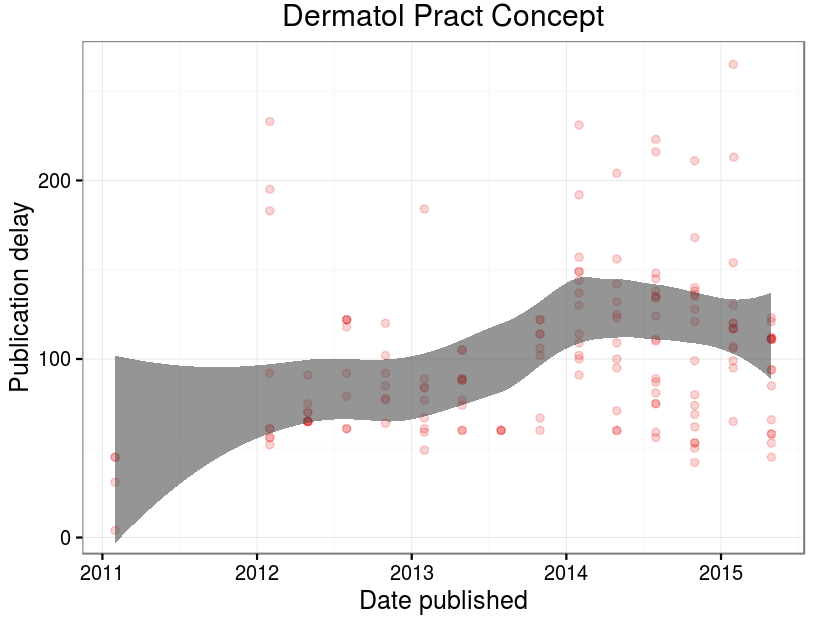 Dermatol Pract Concept
Publication delay
200
100
0
2011 2012 2013 2014 2015
Date published